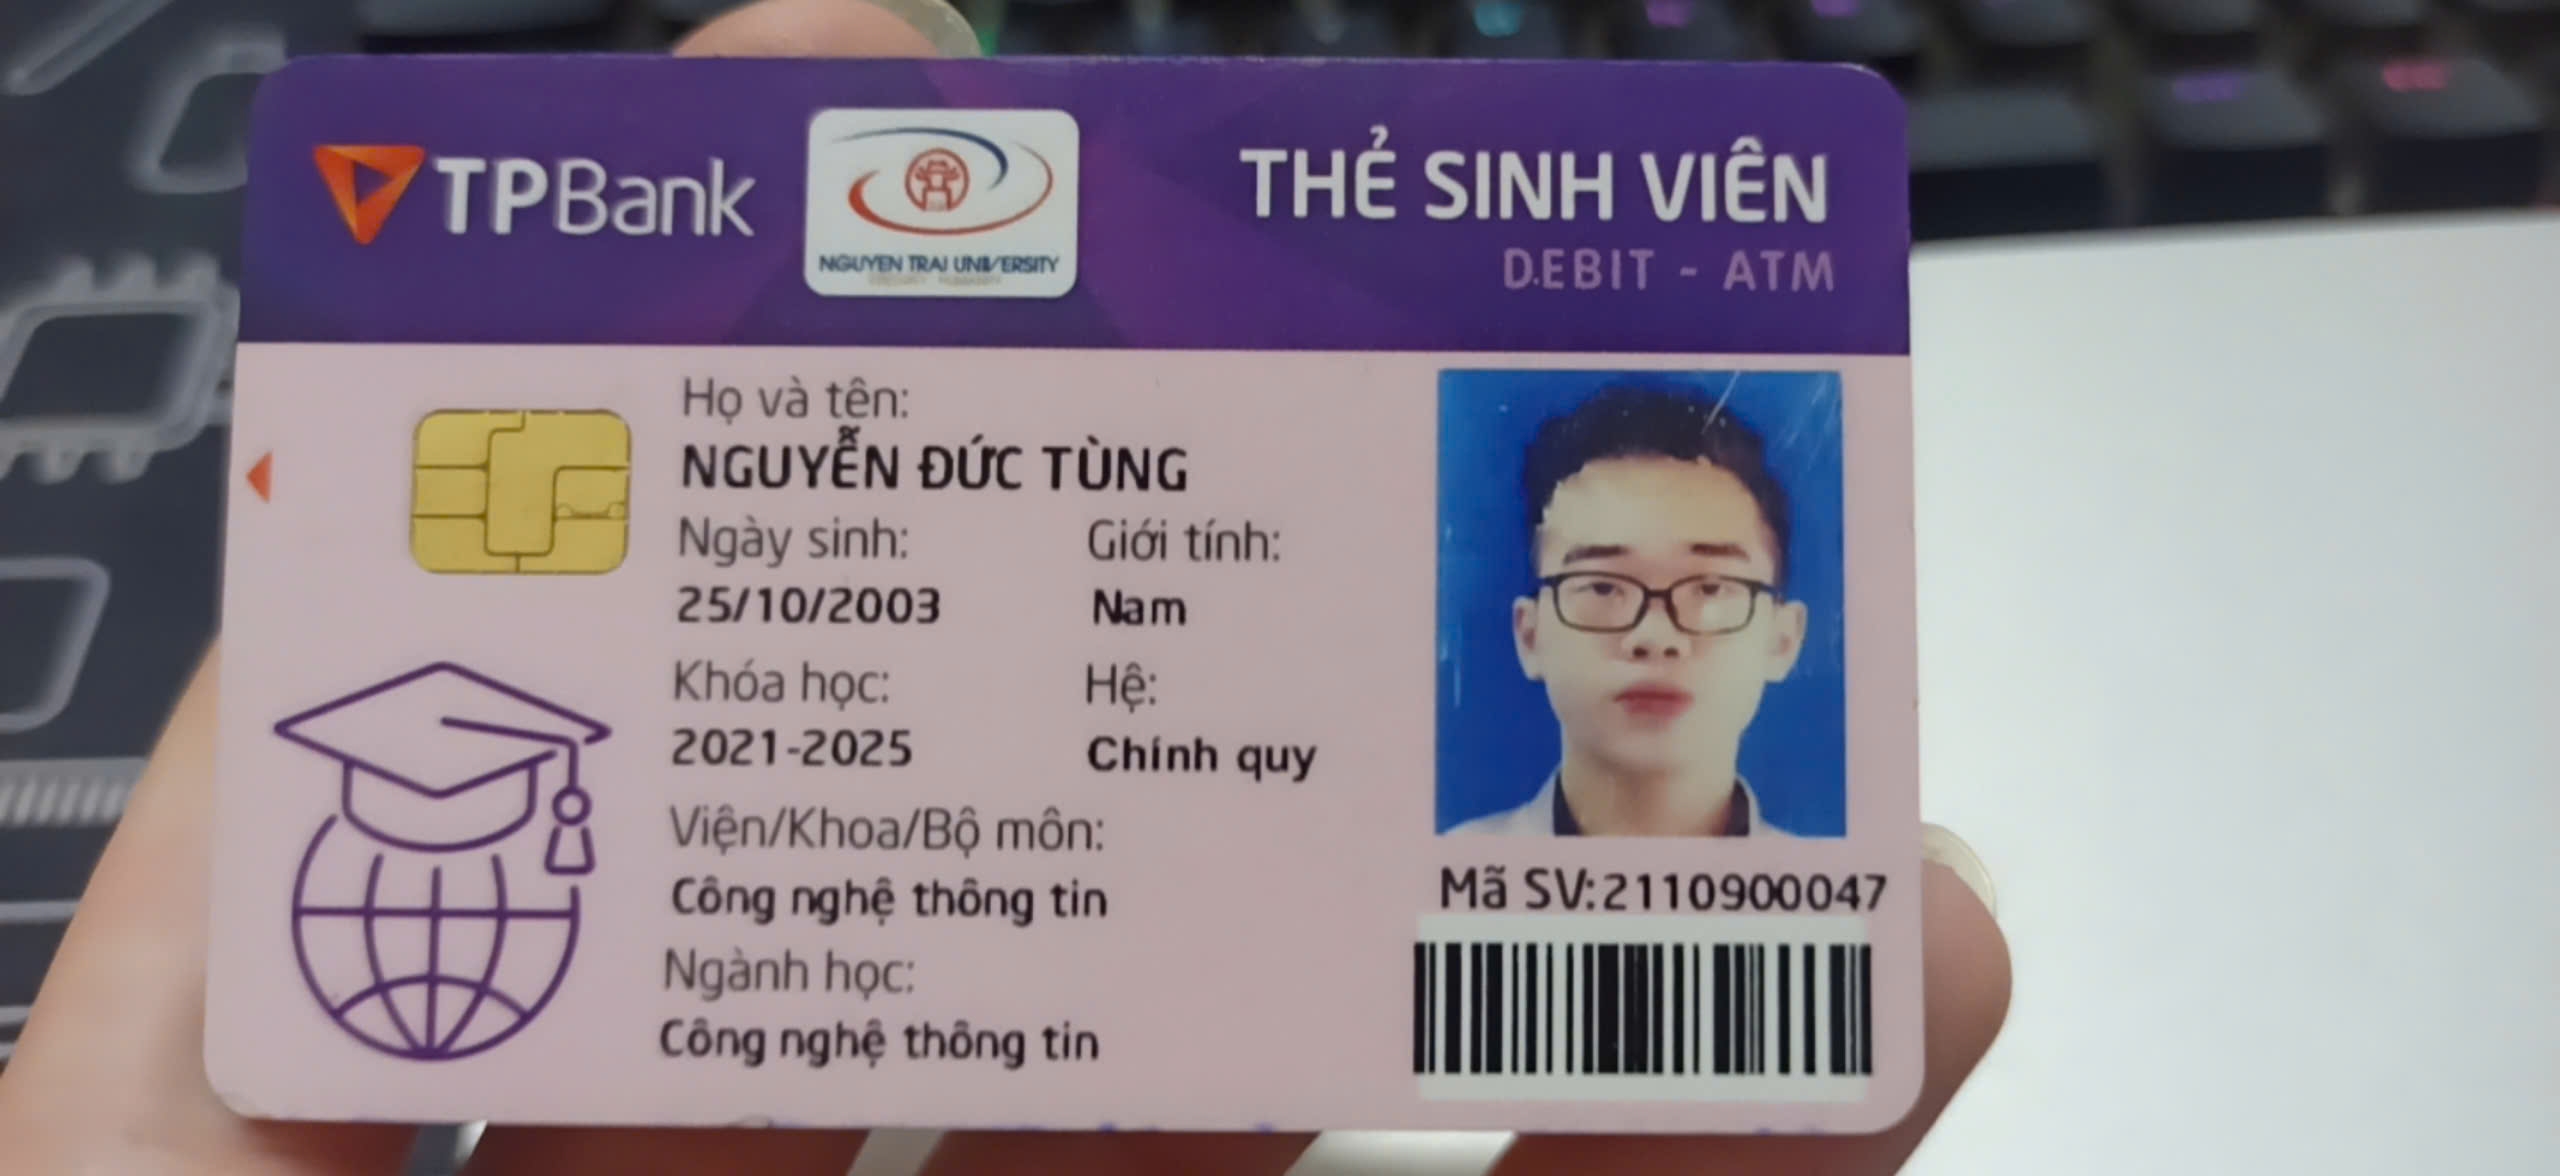 TPBank
NGUYEN TRAI UNIVERSITY
THẺ SINH VIÊN
DEBIT - ATM
Họ và tên:
NGUYỄN ĐỨC TÙNG
Ngày sinh: Giới tính:
25/10/2003 Nam
Khóa học: Hệ:
2021-2025 Chính quy
Viện/Khoa/Bộ môn:
Công nghệ thông tin
Ngành học:
Công nghệ thông tin
Mã SV:2110900047